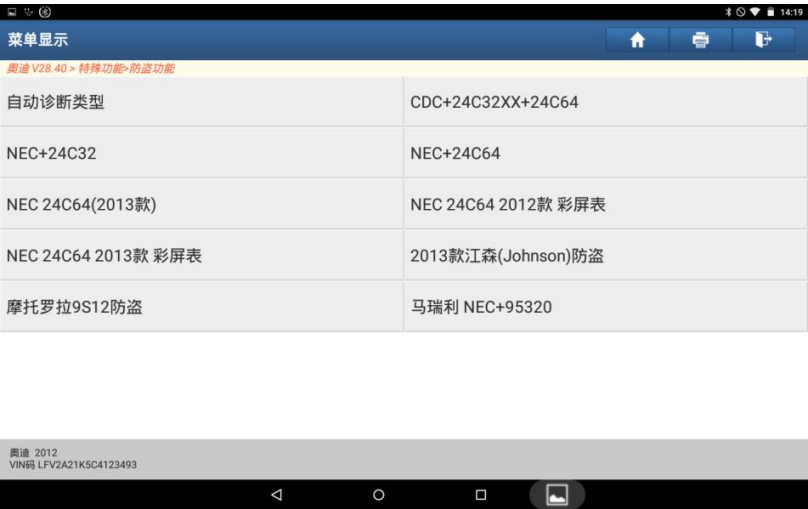 14:19
菜单显示
奥迪 V28.40 > 特殊功能>防盗功能
自动诊断类型
CDC+24C32XX+24C64
NEC+24C32
NEC+24C64
NEC 24C64(2013款)
NEC 24C64 2012款 彩屏表
NEC 24C64 2013款 彩屏表
2013款江森(Johnson)防盗
摩托罗拉9S12防盗
马瑞利 NEC+95320
奥迪 2012
VIN码 LFV2A21K5C4123493